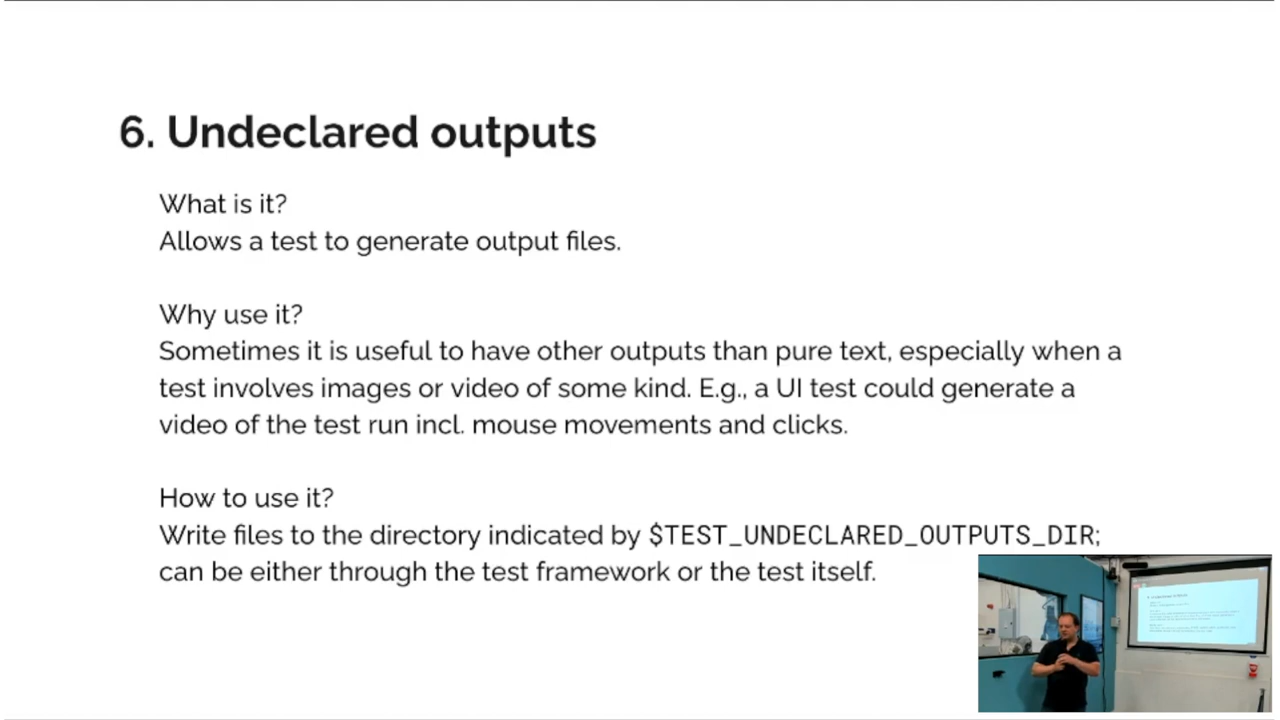 6. Undeclared outputs
What is it?
Allows a test to generate output files.
Why use it?
Sometimes it is useful to have other outputs than pure text, especially when a
test involves images or video of some kind. E.g., a UI test could generate a
video of the test run incl. mouse movements and clicks.
How to use it?
Write files to the directory indicated by $TEST_UNDECLARED_OUTPUTS_DIR;
can be either through the test framework or the test itself.